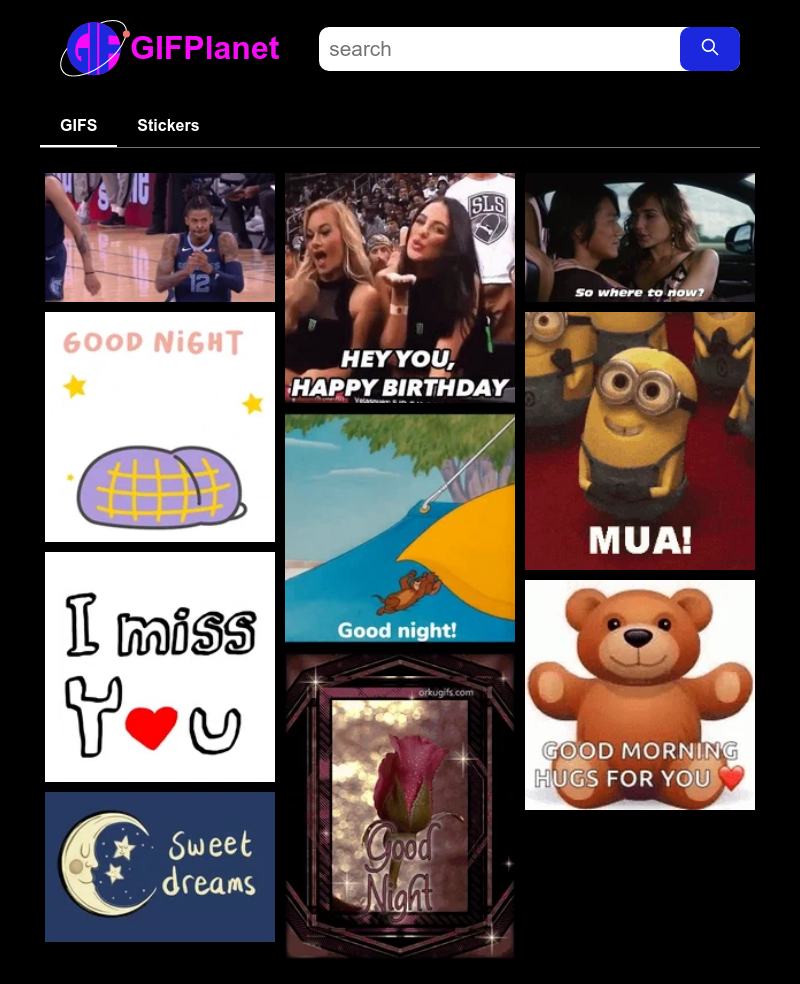 GIFPlanet
search
GIFS
Stickers
12
HEY YOU,
HAPPY BIRTHDAY
SLS
So where to now?
GOOD NIGHT
Good night!
MUA!
I miss
You
Sweet
dreams
orkugifs.com
Good
Night
GOOD MORNING
HUGS FOR YOU ❤️